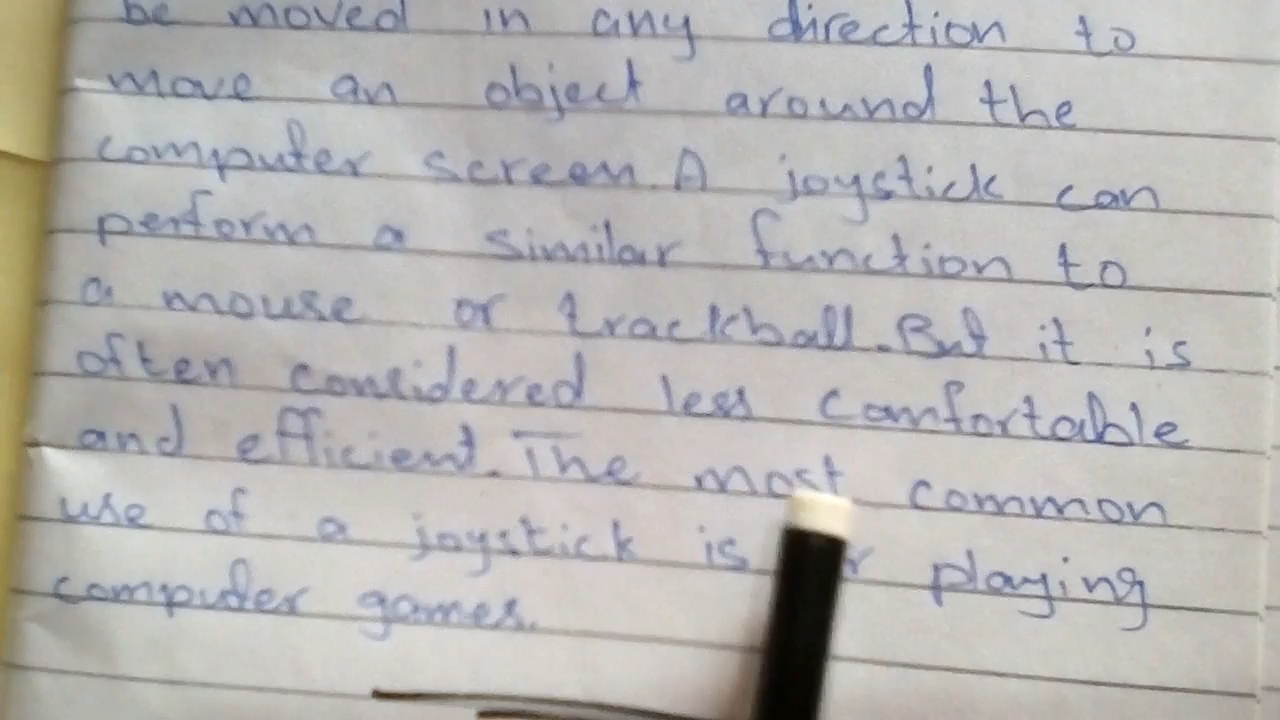 be moved in any direction to
move an object around the
computer screen. A joystick can
perform a similar function to
a mouse or trackball. But it is
often considered less comfortable
and efficient. The most common
use of a joystick is playing
computer games.